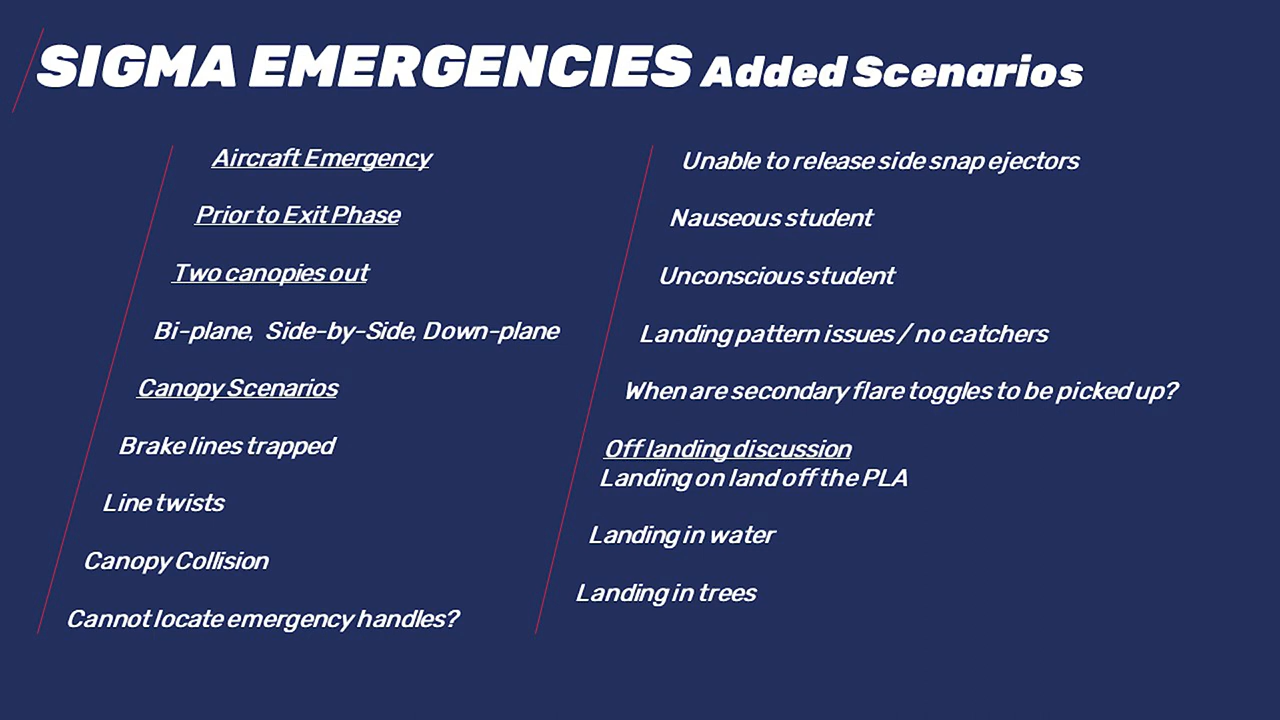 SIGMA EMERGENCIES Added Scenarios
Aircraft Emergency
Prior to Exit Phase
Two canopies out
Bi-plane, Side-by-Side, Down-plane
Canopy Scenarios
Brake lines trapped
Line twists
Canopy Collision
Cannot locate emergency handles?
Unable to release side snap ejectors
Nauseous student
Unconscious student
Landing pattern issues / no catchers
When are secondary flare toggles to be picked up?
Off landing discussion
Landing on land off the PLA
Landing in water
Landing in trees